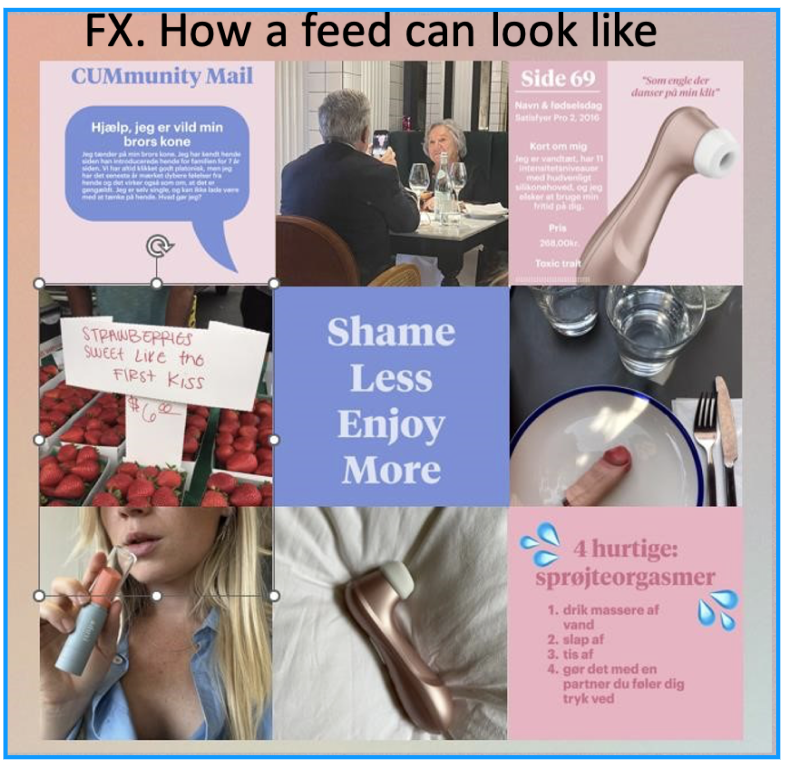 FX. How a feed can look like
CUMmunity Mail
Hjælp, jeg er vild min
brors kone
Jeg tænder på min brors kone. Jeg har kendt hende
siden han introducerede hende for familien for 7 år
siden. Vi har altid klikket godt platonisk, men jeg
har det seneste år mærket dybere følelser fra
hende og det virker også som om, at det er
gengældt. Jeg er selv single, og kan ikke lade være
med at tænke på hende. Hvad gør jeg?
Side 69
Navn & fødselsdag
Satisfyer Pro 2, 2016
Kort om mig
Jeg er vandtæt, har 11
intensitetsniveauer
med hudvenligt
silikonehoved, og jeg
elsker at bruge min
fritid på dig.
Pris
268,00kr.
Toxic trait
"Som engle der
danser på min klit"
STRAWBERRIES
SWEET LIKE the
FIRST KISS
$6.00
Shame
Less
Enjoy
More
4 hurtige:
sprøjteorgasmer
1. drik massere af
vand
2. slap af
3. tis af
4. gør det med en
partner du føler dig
tryk ved